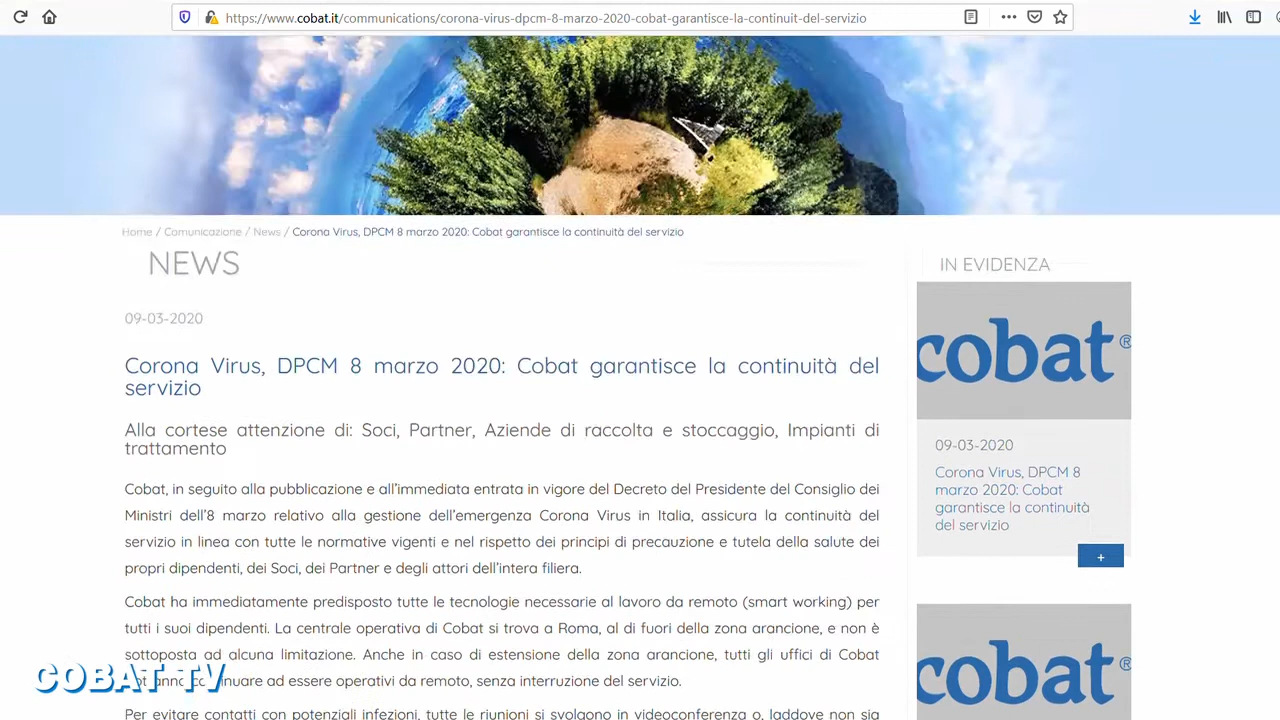 https://www.cobat.it/communications/corona-virus-dpcm-8-marzo-2020-cobat-garantisce-la-continuit-del-servizio
Home / Comunicazione / News / Corona Virus, DPCM 8 marzo 2020: Cobat garantisce la continuità del servizio
NEWS
09-03-2020
Corona Virus, DPCM 8 marzo 2020: Cobat garantisce la continuità del
servizio
Alla cortese attenzione di: Soci, Partner, Aziende di raccolta e stoccaggio, Impianti di
trattamento
Cobat, in seguito alla pubblicazione e all'immediata entrata in vigore del Decreto del Presidente del Consiglio dei
Ministri dell'8 marzo relativo alla gestione dell'emergenza Corona Virus in Italia, assicura la continuità del
servizio in linea con tutte le normative vigenti e nel rispetto dei principi di precauzione e tutela della salute dei
propri dipendenti, dei Soci, dei Partner e degli attori dell'intera filiera.
Cobat ha immediatamente predisposto tutte le tecnologie necessarie al lavoro da remoto (smart working) per
tutti i suoi dipendenti. La centrale operativa di Cobat si trova a Roma, al di fuori della zona arancione, e non è
sottoposta ad alcuna limitazione. Anche in caso di estensione della zona arancione, tutti gli uffici di Cobat
ad essere operativi da remoto, senza interruzione del servizio.
Per evitare contatti con potenziali infezioni, tutte le riunioni si svolgono in videoconferenza o, laddove non sia
COBAT TV
IN EVIDENZA
cobat®
09-03-2020
Corona Virus, DPCM 8
marzo 2020: Cobat
garantisce la continuità
del servizio
+
cobat®